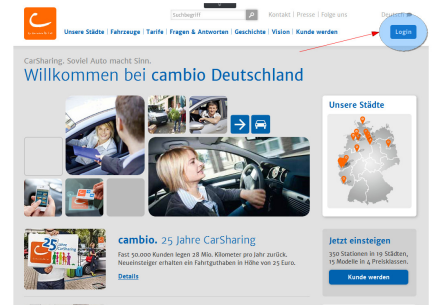 Suchbegriff
Kontakt | Presse | Folge uns
Deutsch
Unsere Städte | Fahrzeuge | Tarife | Fragen & Antworten | Geschichte | Vision | Kunde werden
Login
CarSharing. Soviel Auto macht Sinn.
Willkommen bei cambio Deutschland
Unsere Städte
25 Jahre
CarSharing
cambio. 25 Jahre CarSharing
Fast 50.000 Kunden legen 28 Mio. Kilometer pro Jahr zurück.
Neueinsteiger erhalten ein Fahrtguthaben in Höhe von 25 Euro.
Details
Jetzt einsteigen
350 Stationen in 19 Städten,
15 Modelle in 4 Preisklassen.
Kunde werden